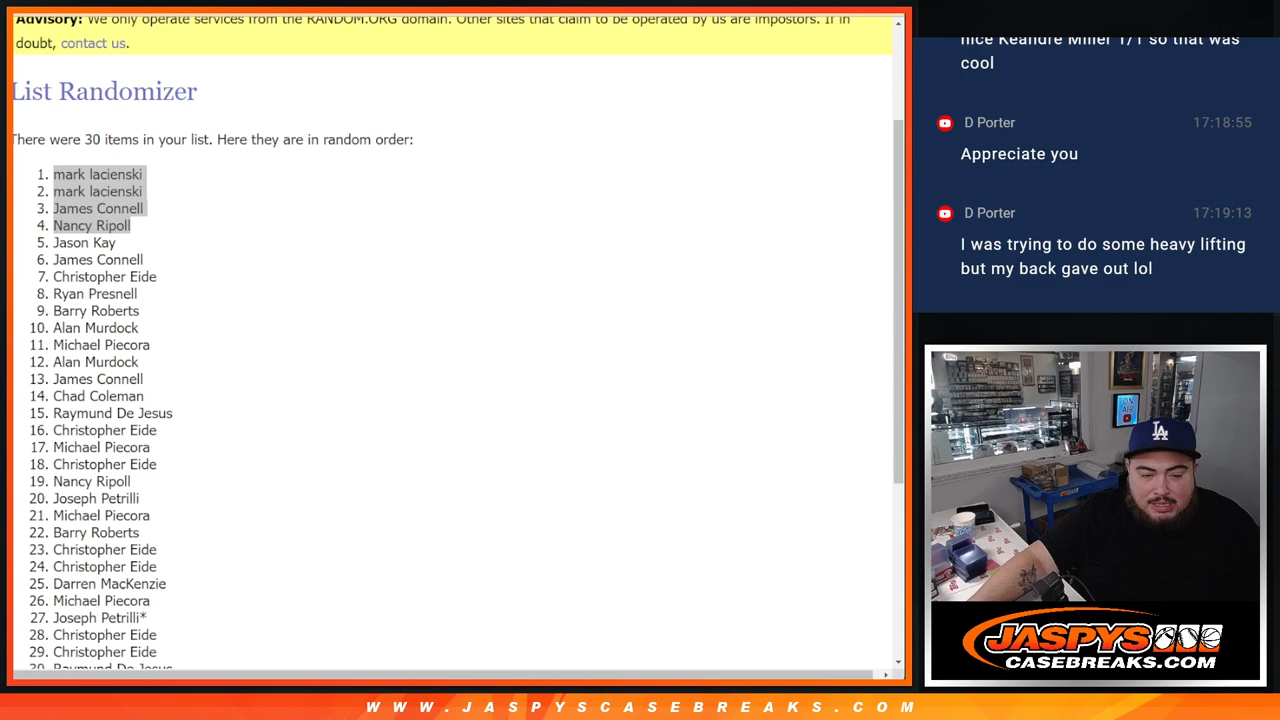 Advisory: We only operate services from the RANDOM.ORG domain. Other sites that claim to be operated by us are impostors. If in
doubt, contact us.
List Randomizer
There were 30 items in your list. Here they are in random order:
1. mark lacienski
2. mark lacienski
3. James Connell
4. Nancy Ripoll
5. Jason Kay
6. James Connell
7. Christopher Eide
8. Ryan Presnell
9. Barry Roberts
10. Alan Murdock
11. Michael Piecora
12. Alan Murdock
13. James Connell
14. Chad Coleman
15. Raymund De Jesus
16. Christopher Eide
17. Michael Piecora
18. Christopher Eide
19. Nancy Ripoll
20. Joseph Petrilli
21. Michael Piecora
22. Barry Roberts
23. Christopher Eide
24. Christopher Eide
25. Darren MacKenzie
26. Michael Piecora
27. Joseph Petrilli*
28. Christopher Eide
29. Christopher Eide
30. Raymund De Jesus
nice Keandre Miller 1/1 so that was
cool
D Porter 17:18:55
Appreciate you
D Porter 17:19:13
I was trying to do some heavy lifting
but my back gave out lol
ON
AIR
LA
JASPYS
CASEBREAKS.COM
WWW.JASPYSCASEBREAKS.COM